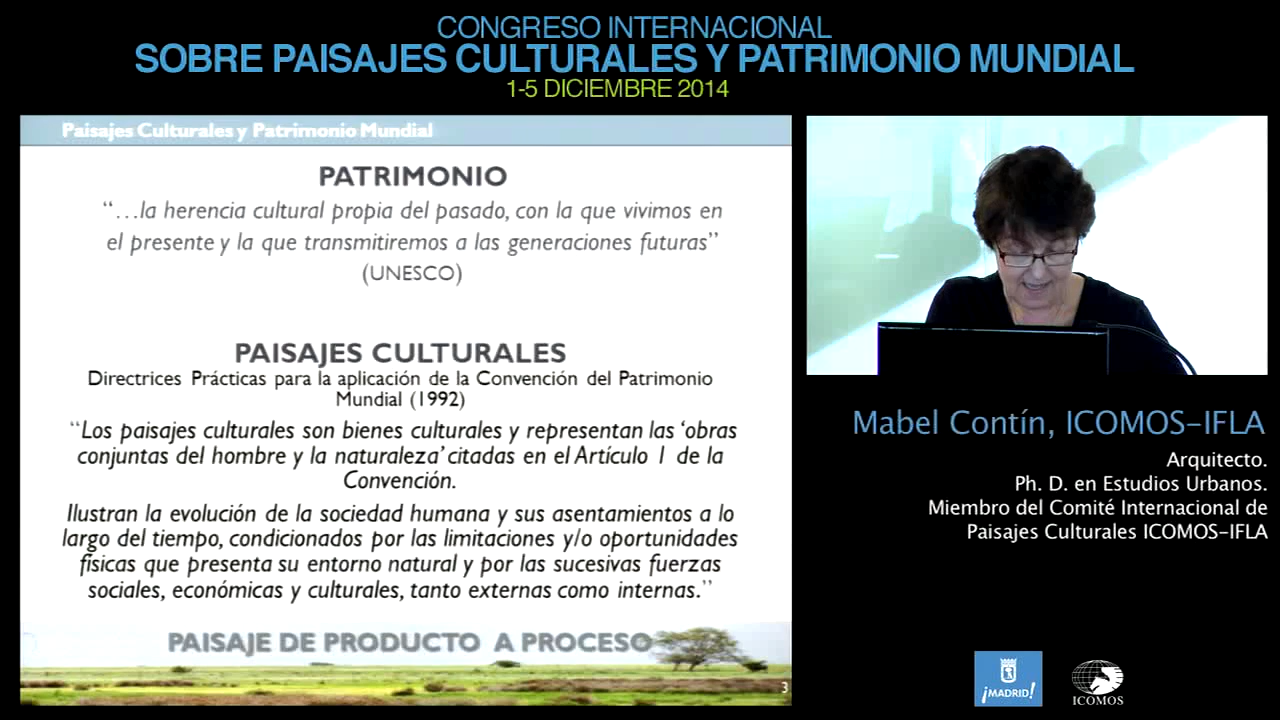 CONGRESO INTERNACIONAL
SOBRE PAISAJES CULTURALES Y PATRIMONIO MUNDIAL
1-5 DICIEMBRE 2014
Paisajes Culturales y Patrimonio Mundial
PATRIMONIO
“…la herencia cultural propia del pasado, con la que vivimos en
el presente y la que transmitiremos a las generaciones futuras”
(UNESCO)
PAISAJES CULTURALES
Directrices Prácticas para la aplicación de la Convención del Patrimonio
Mundial (1992)
“Los paisajes culturales son bienes culturales y representan las ‘obras
conjuntas del hombre y la naturaleza’ citadas en el Artículo 1 de la
Convención.
Ilustran la evolución de la sociedad humana y sus asentamientos a lo
largo del tiempo, condicionados por las limitaciones y/o oportunidades
físicas que presenta su entorno natural y por las sucesivas fuerzas
sociales, económicas y culturales, tanto externas como internas.”
PAISAJE DE PRODUCTO A PROCESO
3
Mabel Contín, ICOMOS-IFLA
Arquitecto.
Ph. D. en Estudios Urbanos.
Miembro del Comité Internacional de
Paisajes Culturales ICOMOS-IFLA
¡MADRID!
ICOMOS